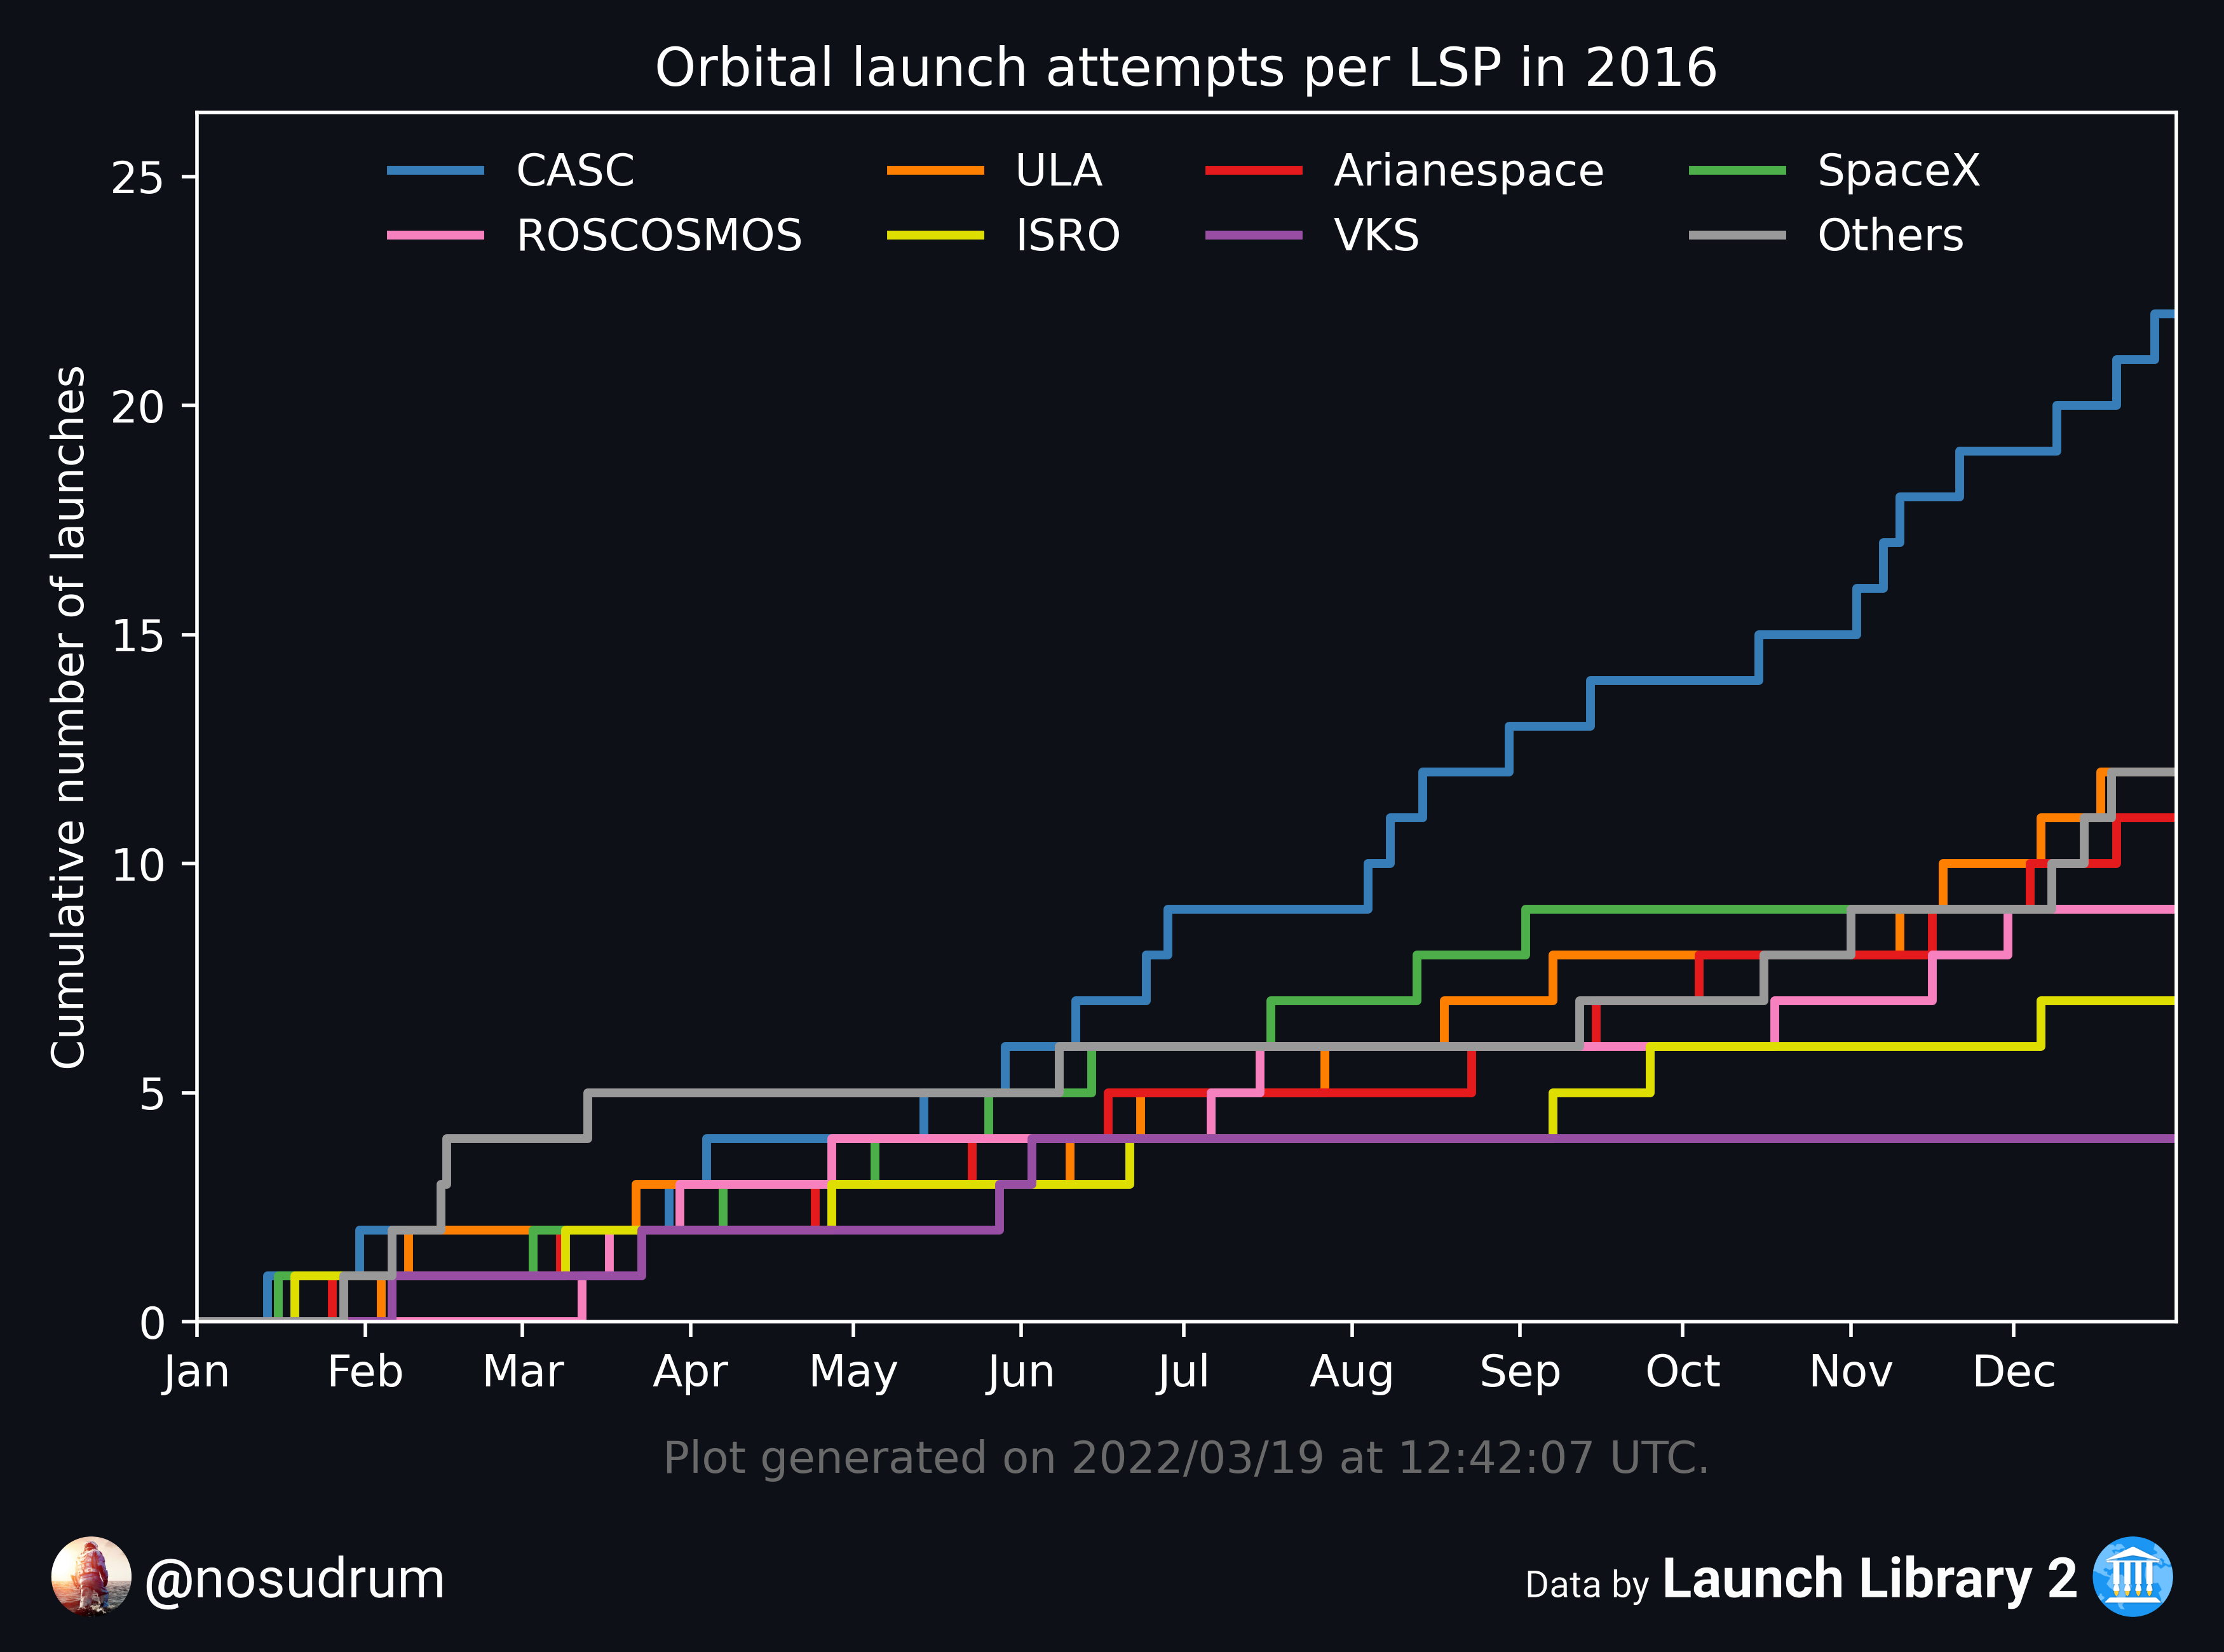 Orbital launch attempts per LSP in 2016
CASC ULA Arianespace SpaceX
ROSCOSMOS ISRO VKS Others
Cumulative number of launches
25
20
15
10
5
0
Jan Feb Mar Apr May Jun Jul Aug Sep Oct Nov Dec
Plot generated on 2022/03/19 at 12:42:07 UTC.
@nosudrum
Data by Launch Library 2